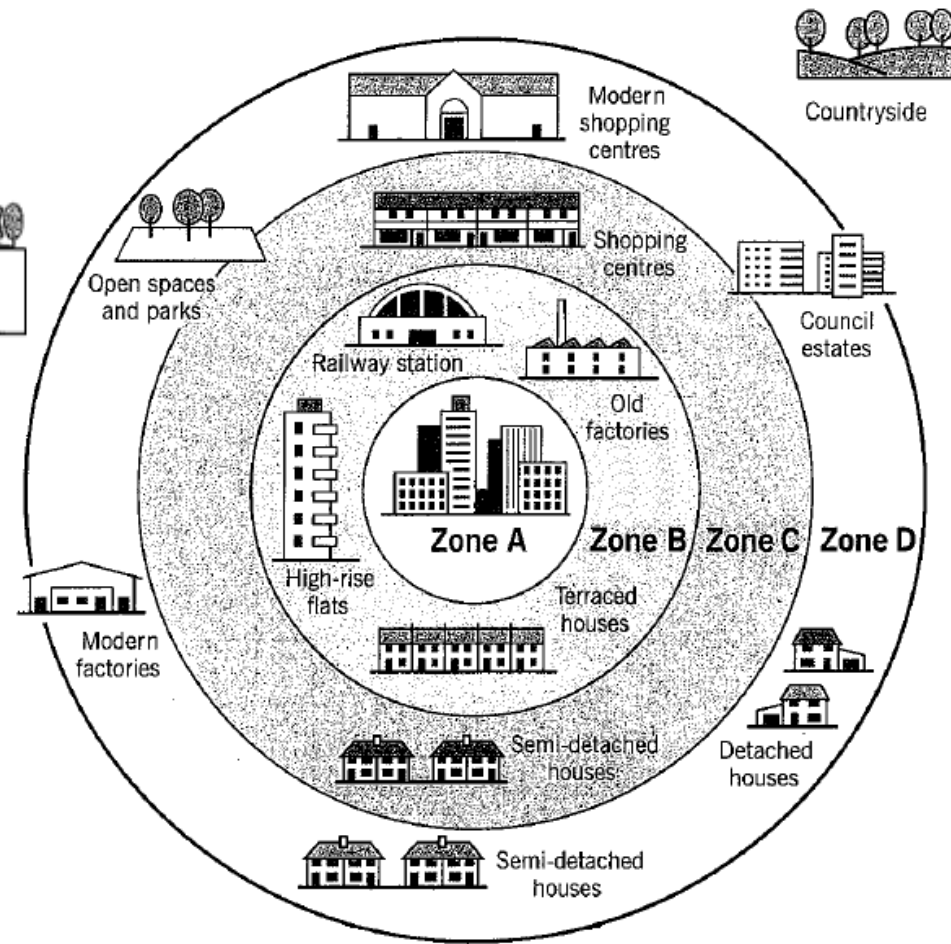 Countryside
Modern
shopping
centres
Shopping
centres
Open spaces
and parks
Council
estates
Railway station
Old
factories
Zone A
Zone B
Zone C
Zone D
High-rise
flats
Terraced
houses
Modern
factories
Semi-detached
houses
Detached
houses
Semi-detached
houses